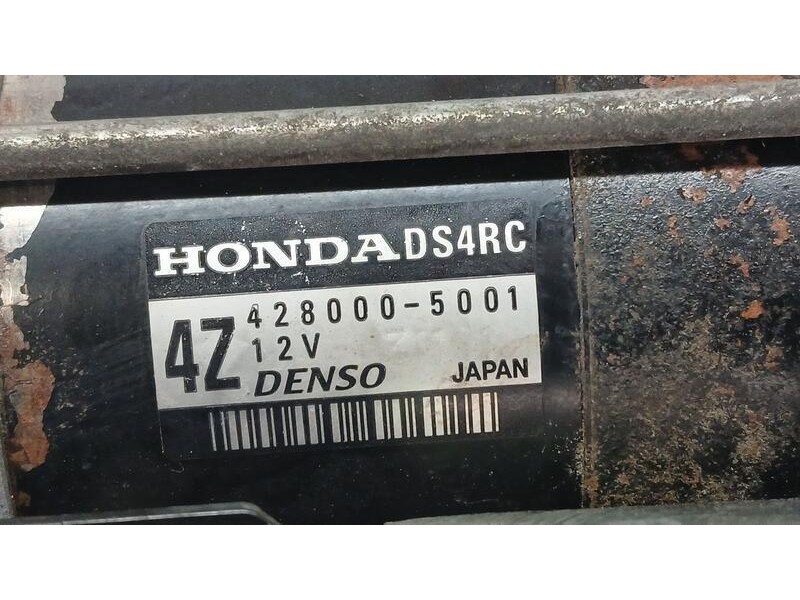 HONDA DS4RC
4Z 428000-5001
12V
DENSO JAPAN